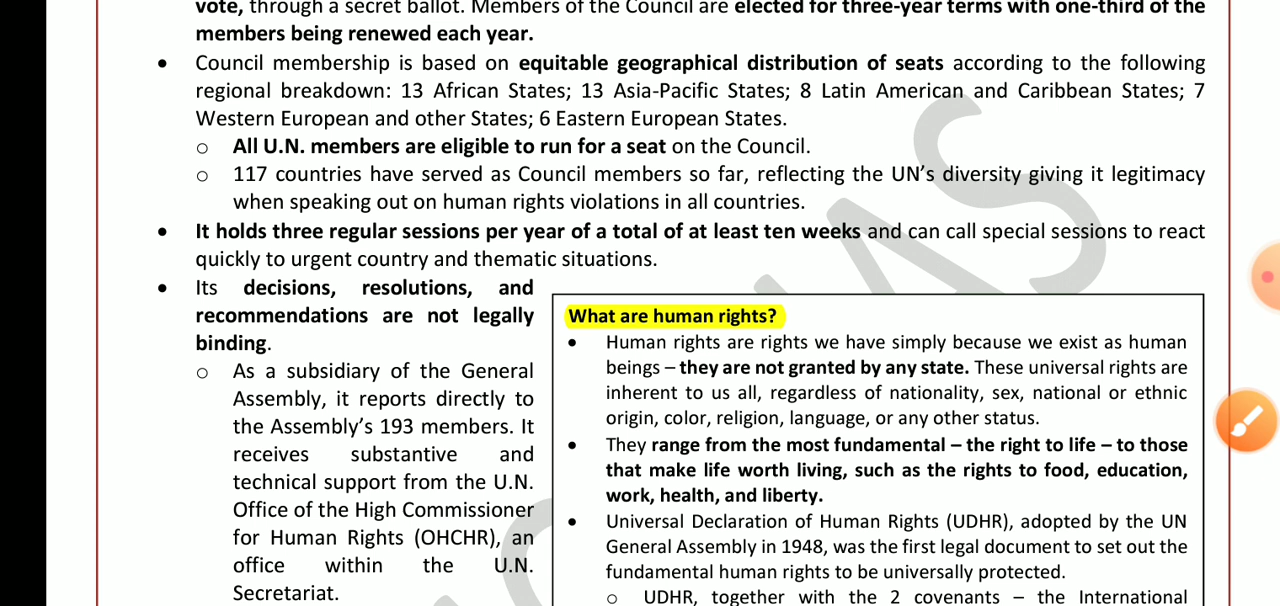 vote, through a secret ballot. Members of the Council are elected for three-year terms with one-third of the
members being renewed each year.
• Council membership is based on equitable geographical distribution of seats according to the following
regional breakdown: 13 African States; 13 Asia-Pacific States; 8 Latin American and Caribbean States; 7
Western European and other States; 6 Eastern European States.
o All U.N. members are eligible to run for a seat on the Council.
o 117 countries have served as Council members so far, reflecting the UN’s diversity giving it legitimacy
when speaking out on human rights violations in all countries.
• It holds three regular sessions per year of a total of at least ten weeks and can call special sessions to react
quickly to urgent country and thematic situations.
• Its decisions, resolutions, and
recommendations are not legally
binding.
o As a subsidiary of the General
Assembly, it reports directly to
the Assembly’s 193 members. It
receives substantive and
technical support from the U.N.
Office of the High Commissioner
for Human Rights (OHCHR), an
office within the U.N.
Secretariat.
What are human rights?
• Human rights are rights we have simply because we exist as human
beings – they are not granted by any state. These universal rights are
inherent to us all, regardless of nationality, sex, national or ethnic
origin, color, religion, language, or any other status.
• They range from the most fundamental – the right to life – to those
that make life worth living, such as the rights to food, education,
work, health, and liberty.
• Universal Declaration of Human Rights (UDHR), adopted by the UN
General Assembly in 1948, was the first legal document to set out the
fundamental human rights to be universally protected.
o UDHR, together with the 2 covenants – the International